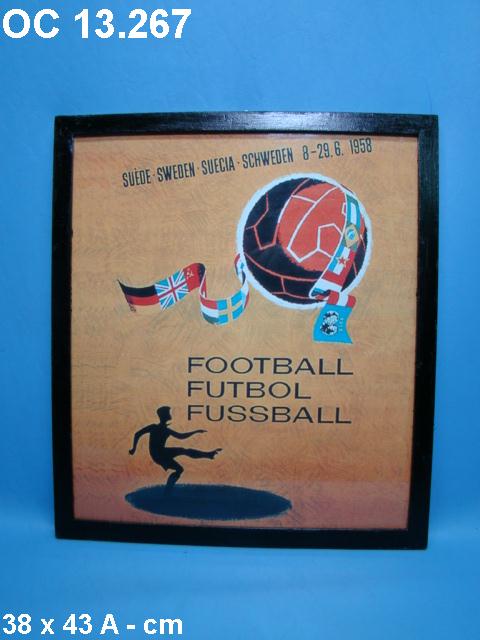 OC 13.267
SUÈDE · SWEDEN · SUECIA · SCHWEDEN 8-29.6. 1958
FOOTBALL
FUTBOL
FUSSBALL
38 x 43 A - cm